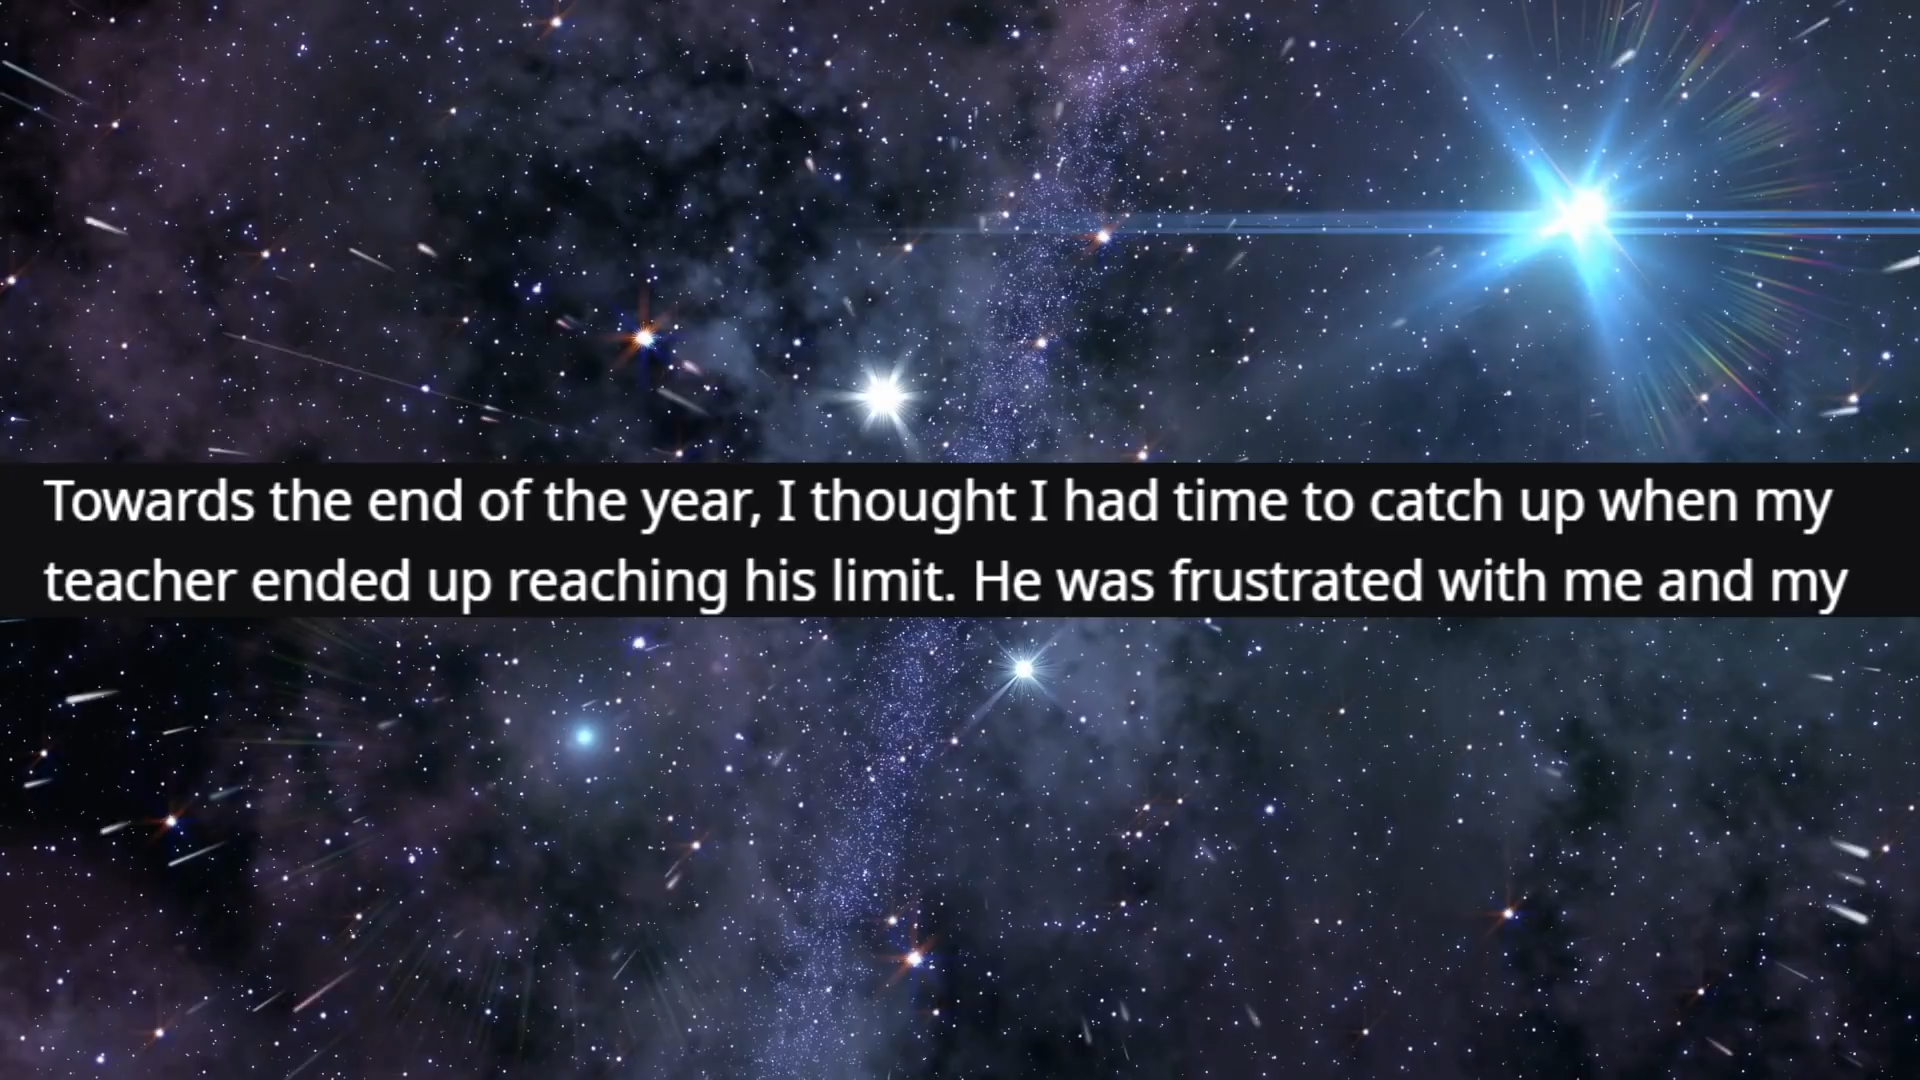 Towards the end of the year, I thought I had time to catch up when my
teacher ended up reaching his limit. He was frustrated with me and my